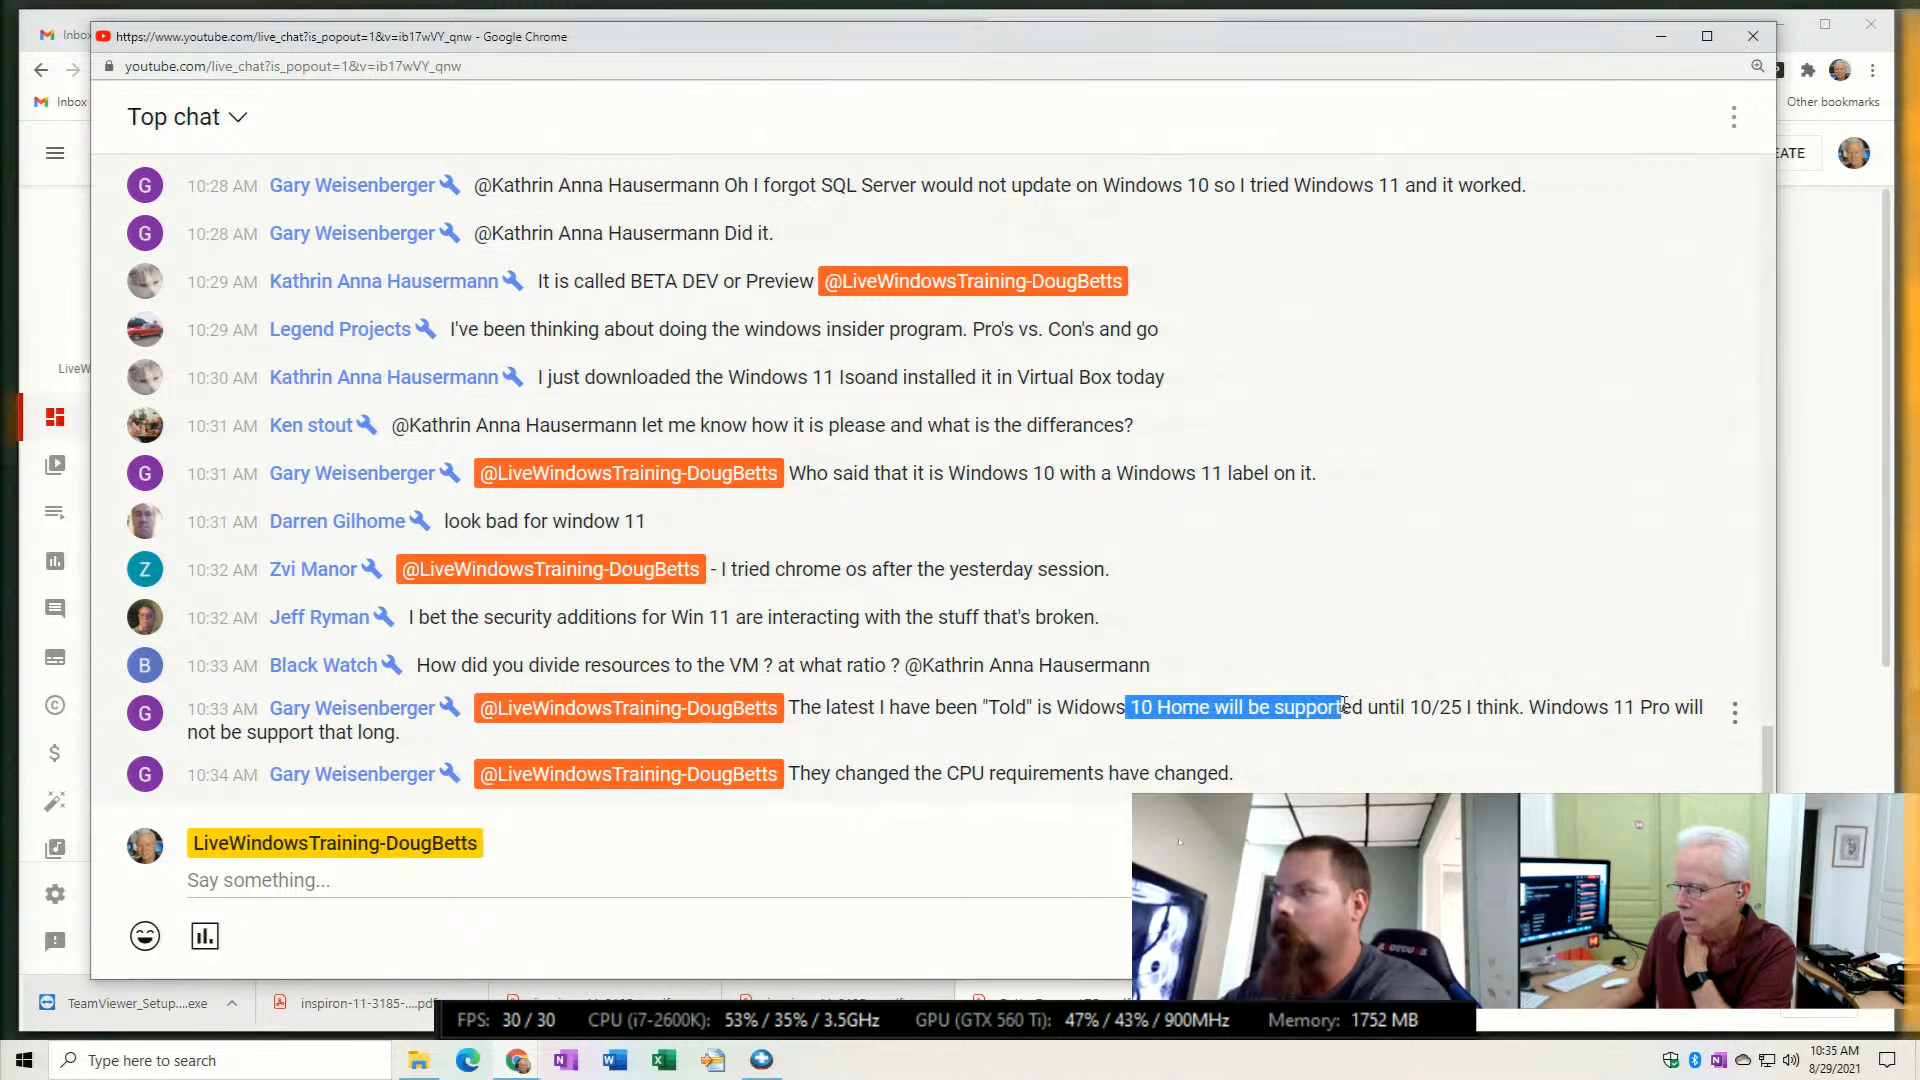 Inbo
https://www.youtube.com/live_chat?is_popout=1&v=ib17wVY_qnw - Google Chrome
youtube.com/live_chat?is_popout=1&v=ib17wVY_qnw
Inbox
Other bookmarks
Top chat
EATE
G 10:28 AM Gary Weisenberger @Kathrin Anna Hausermann Oh I forgot SQL Server would not update on Windows 10 so I tried Windows 11 and it worked.
G 10:28 AM Gary Weisenberger @Kathrin Anna Hausermann Did it.
10:29 AM Kathrin Anna Hausermann It is called BETA DEV or Preview @LiveWindowsTraining-DougBetts
10:29 AM Legend Projects I've been thinking about doing the windows insider program. Pro's vs. Con's and go
LiveW
10:30 AM Kathrin Anna Hausermann I just downloaded the Windows 11 Isoand installed it in Virtual Box today
10:31 AM Ken stout @Kathrin Anna Hausermann let me know how it is please and what is the differances?
G 10:31 AM Gary Weisenberger @LiveWindowsTraining-DougBetts Who said that it is Windows 10 with a Windows 11 label on it.
10:31 AM Darren Gilhome look bad for window 11
Z 10:32 AM Zvi Manor @LiveWindowsTraining-DougBetts - I tried chrome os after the yesterday session.
10:32 AM Jeff Ryman I bet the security additions for Win 11 are interacting with the stuff that's broken.
B 10:33 AM Black Watch How did you divide resources to the VM ? at what ratio ? @Kathrin Anna Hausermann
G 10:33 AM Gary Weisenberger @LiveWindowsTraining-DougBetts The latest I have been "Told" is Widows 10 Home will be supported until 10/25 I think. Windows 11 Pro will
not be support that long.
G 10:34 AM Gary Weisenberger @LiveWindowsTraining-DougBetts They changed the CPU requirements have changed.
LiveWindowsTraining-DougBetts
Say something...
TeamViewer_Setup....exe
inspiron-11-3185-....pdf
FPS: 30 / 30 CPU (i7-2600K): 53% / 35% / 3.5GHz GPU (GTX 560 Ti): 47% / 43% / 900MHz Memory: 1752 MB
Type here to search
10:35 AM
8/29/2021